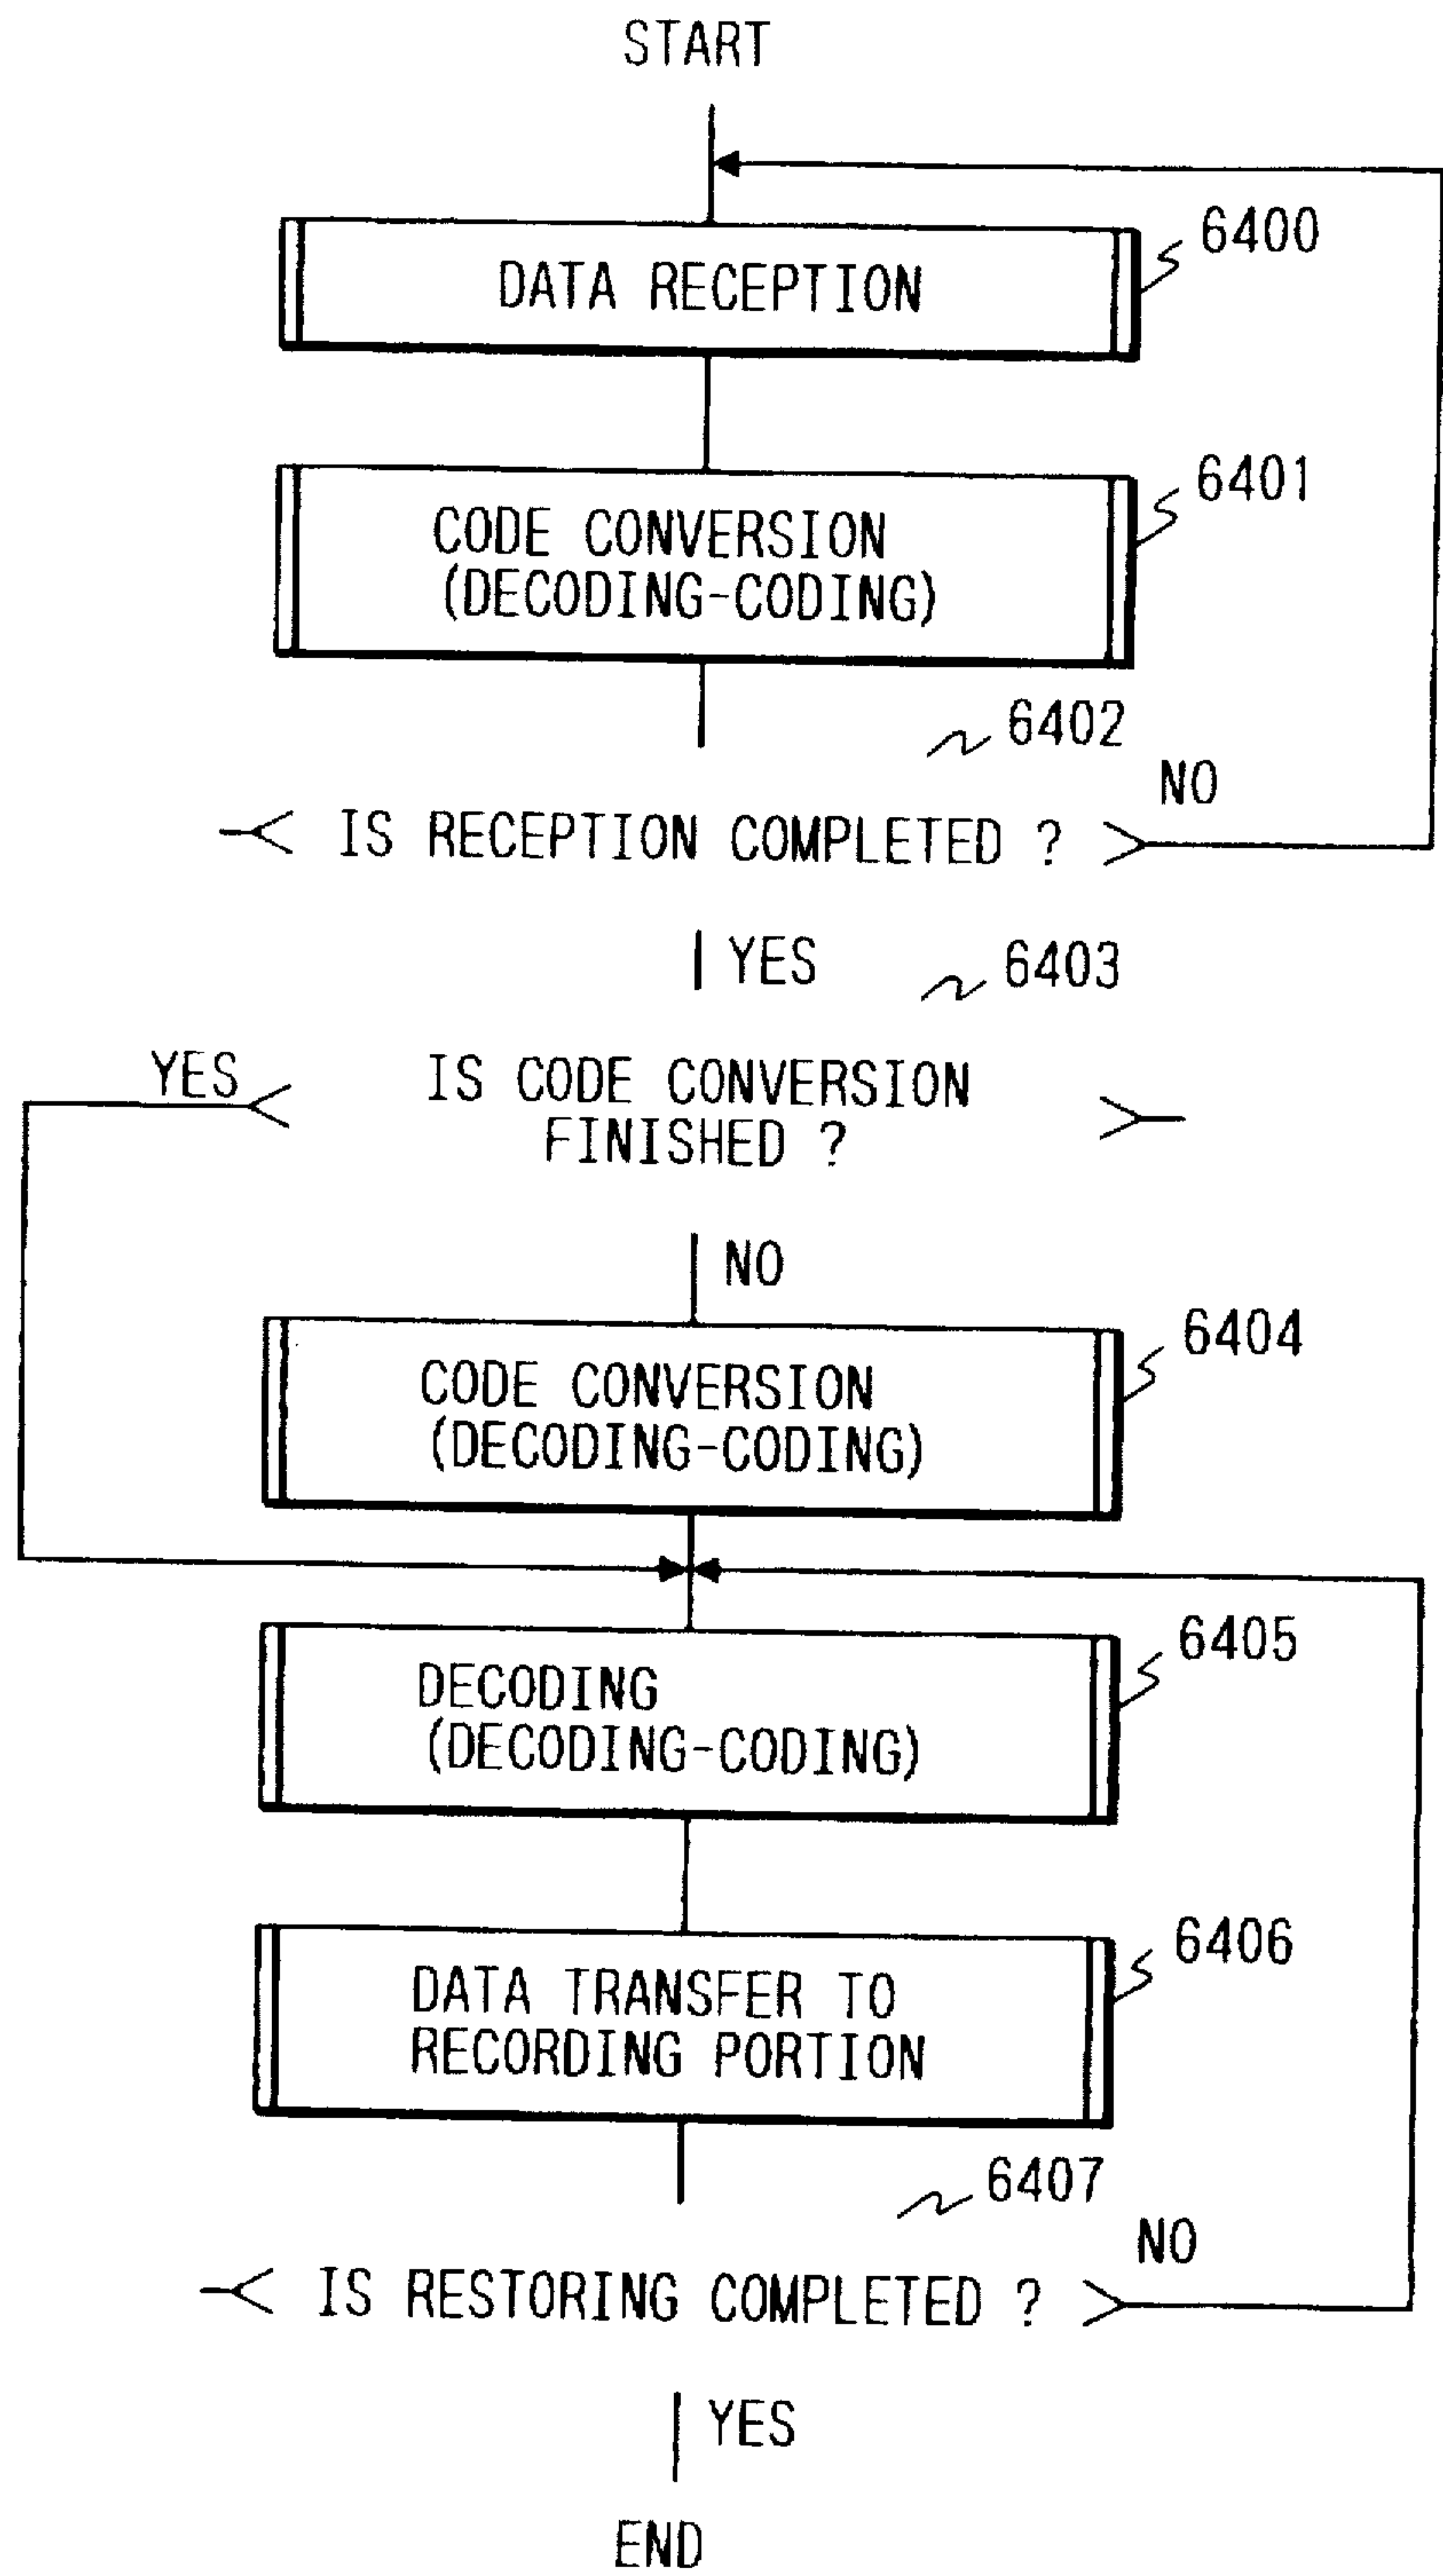 START
6400
DATA RECEPTION
6401
CODE CONVERSION
(DECODING-CODING)
6402
NO
IS RECEPTION COMPLETED ?
YES
6403
YES
IS CODE CONVERSION
FINISHED ?
NO
6404
CODE CONVERSION
(DECODING-CODING)
6405
DECODING
(DECODING-CODING)
6406
DATA TRANSFER TO
RECORDING PORTION
6407
NO
IS RESTORING COMPLETED ?
YES
END